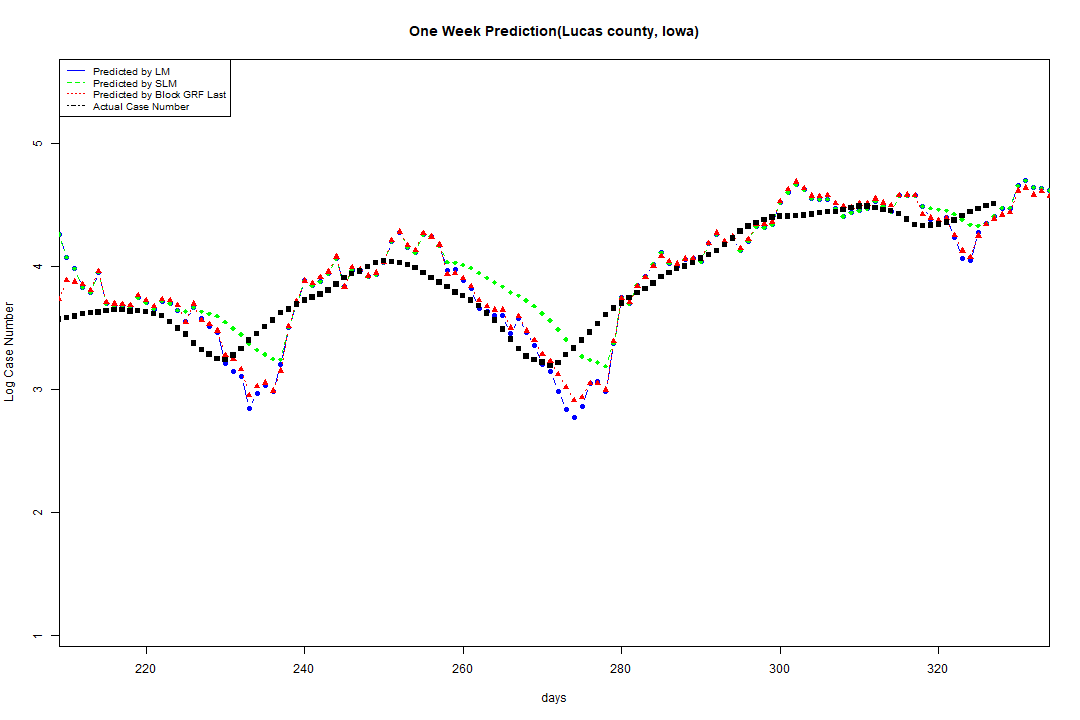 One Week Prediction(Lucas county, Iowa)
Predicted by LM
Predicted by SLM
Predicted by Block GRF Last
Actual Case Number
5
4
3
2
1
Log Case Number
220 240 260 280 300 320
days